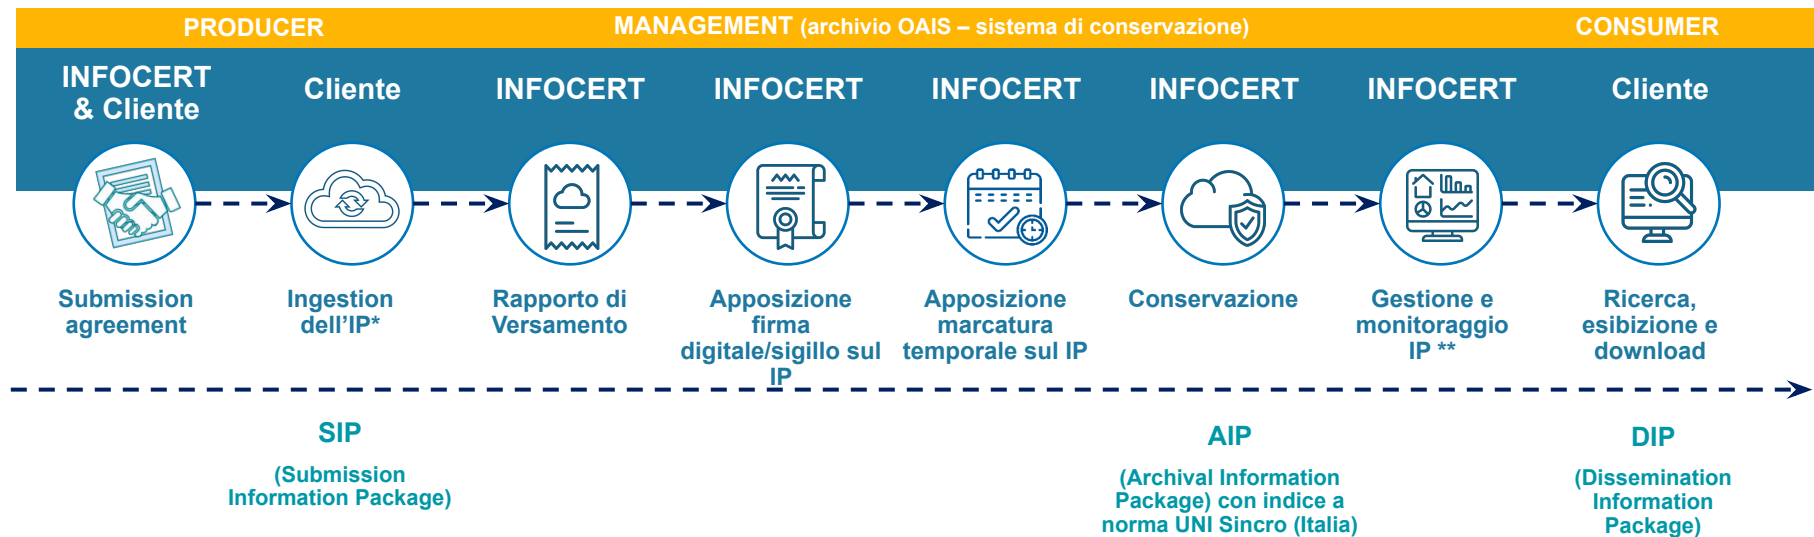 PRODUCER
MANAGEMENT (archivio OAIS – sistema di conservazione)
CONSUMER
INFOCERT
& Cliente
Cliente
INFOCERT
INFOCERT
INFOCERT
INFOCERT
INFOCERT
Cliente
Submission
agreement
Ingestion
dell'IP*
Rapporto di
Versamento
Apposizione
firma
digitale/sigillo sul
IP
Apposizione
marcatura
temporale sul IP
Conservazione
Gestione e
monitoraggio
IP **
Ricerca,
esibizione e
download
SIP
(Submission
Information Package)
AIP
(Archival Information
Package) con indice a
norma UNI Sincro (Italia)
DIP
(Dissemination
Information
Package)